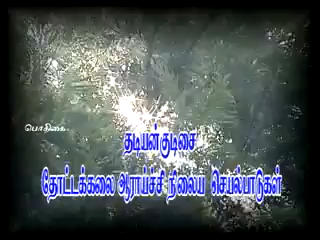 பொதிகை
தடியன்குடிசை
தோட்டக்கலை ஆராய்ச்சி நிலைய செயல்பாடுகள்